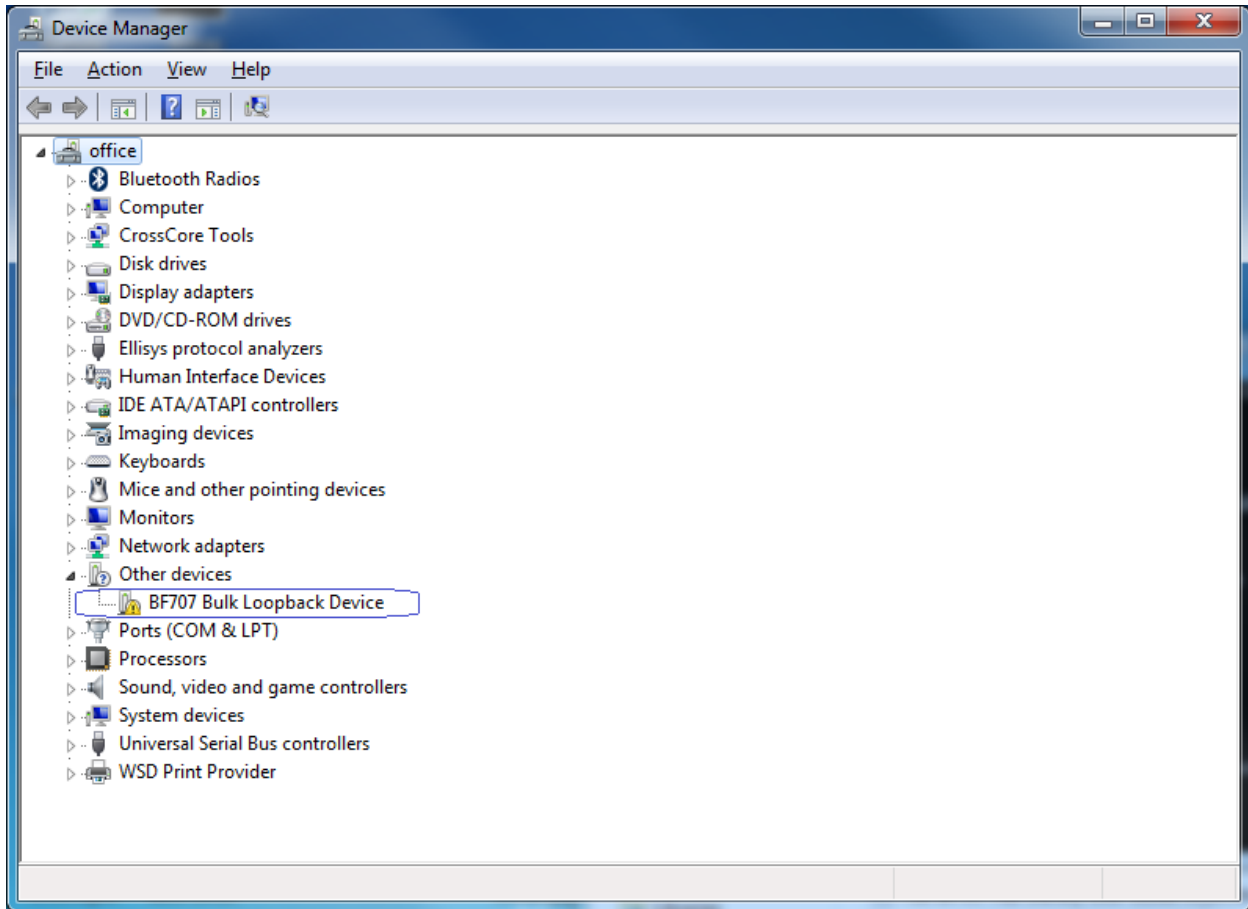 Device Manager
File Action View Help
office
Bluetooth Radios
Computer
CrossCore Tools
Disk drives
Display adapters
DVD/CD-ROM drives
Ellisys protocol analyzers
Human Interface Devices
IDE ATA/ATAPI controllers
Imaging devices
Keyboards
Mice and other pointing devices
Monitors
Network adapters
Other devices
BF707 Bulk Loopback Device
Ports (COM & LPT)
Processors
Sound, video and game controllers
System devices
Universal Serial Bus controllers
WSD Print Provider